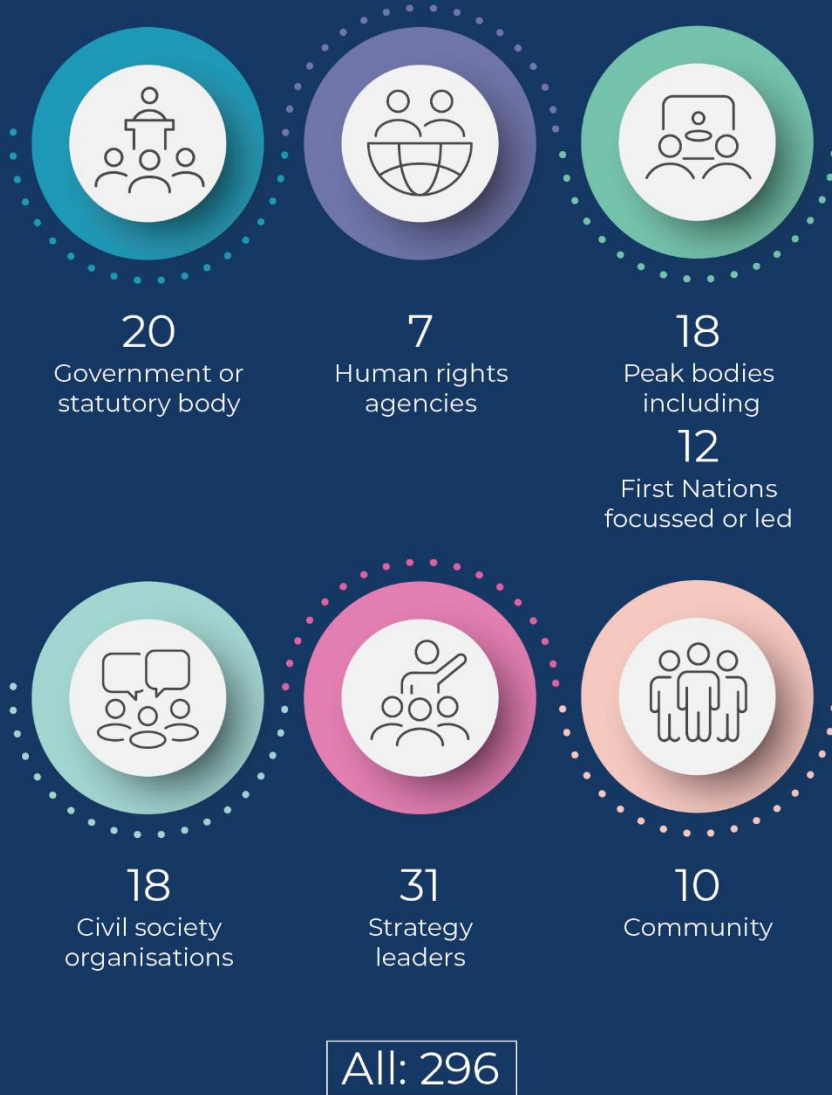 20
Government or
statutory body
7
Human rights
agencies
18
Peak bodies
including
12
First Nations
focussed or led
18
Civil society
organisations
31
Strategy
leaders
10
Community
All: 296